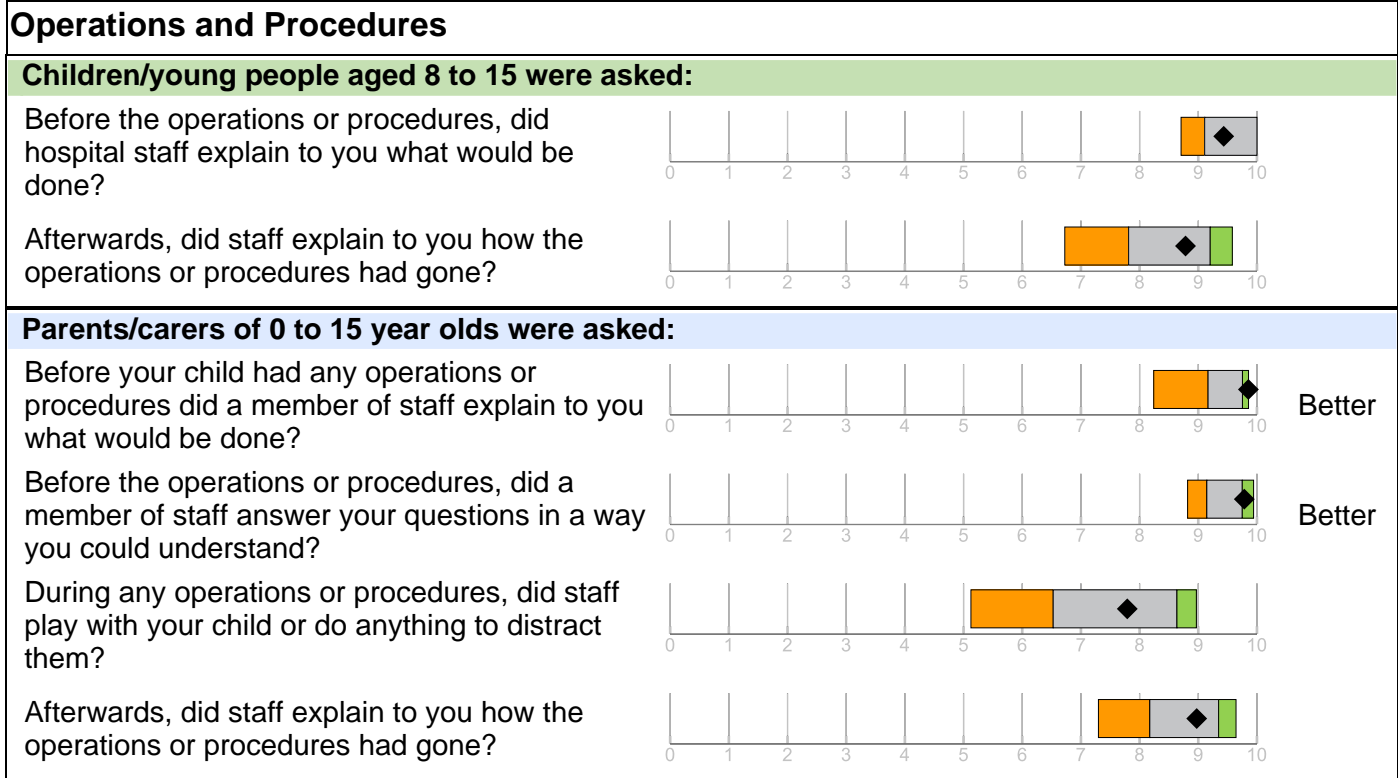 Operations and Procedures
Children/young people aged 8 to 15 were asked:
Before the operations or procedures, did
hospital staff explain to you what would be
done?
0 1 2 3 4 5 6 7 8 9 10
Afterwards, did staff explain to you how the
operations or procedures had gone?
0 1 2 3 4 5 6 7 8 9 10
Parents/carers of 0 to 15 year olds were asked:
Before your child had any operations or
procedures did a member of staff explain to you
what would be done?
0 1 2 3 4 5 6 7 8 9 10
Better
Before the operations or procedures, did a
member of staff answer your questions in a way
you could understand?
0 1 2 3 4 5 6 7 8 9 10
Better
During any operations or procedures, did staff
play with your child or do anything to distract
them?
0 1 2 3 4 5 6 7 8 9 10
Afterwards, did staff explain to you how the
operations or procedures had gone?
0 1 2 3 4 5 6 7 8 9 10